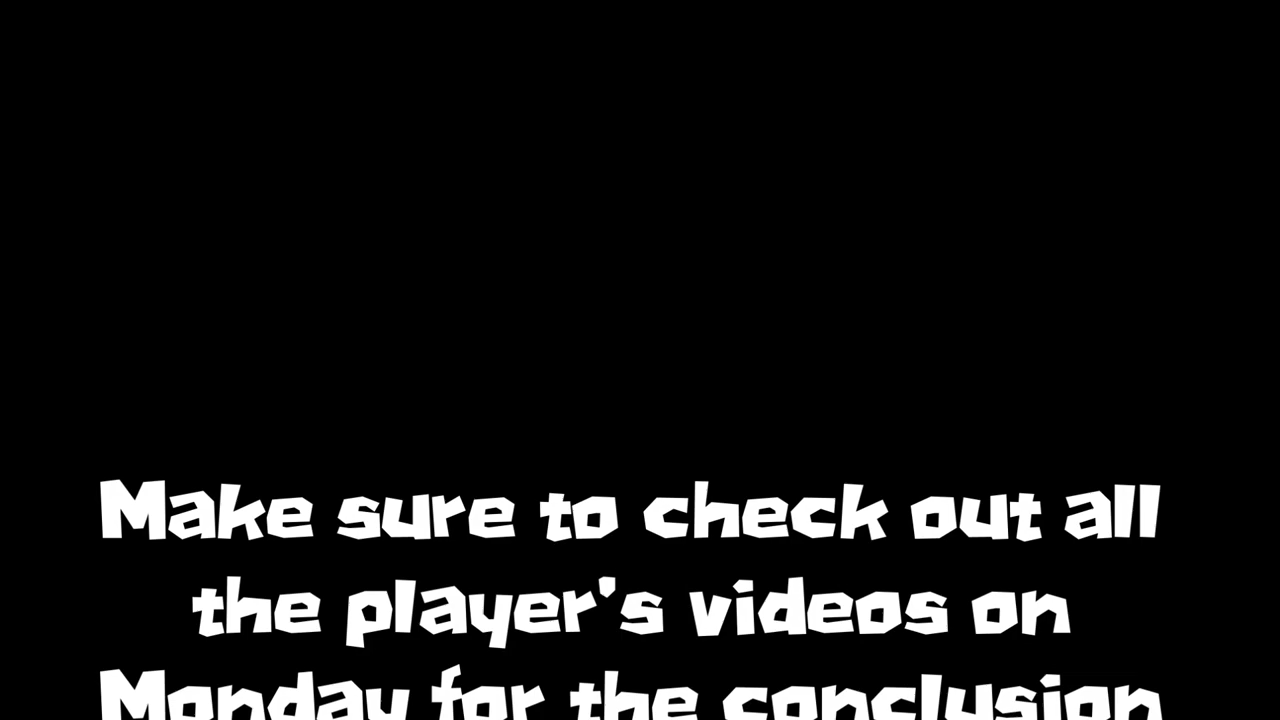 Make sure to check out all
the player's videos on
Monday for the conclusion